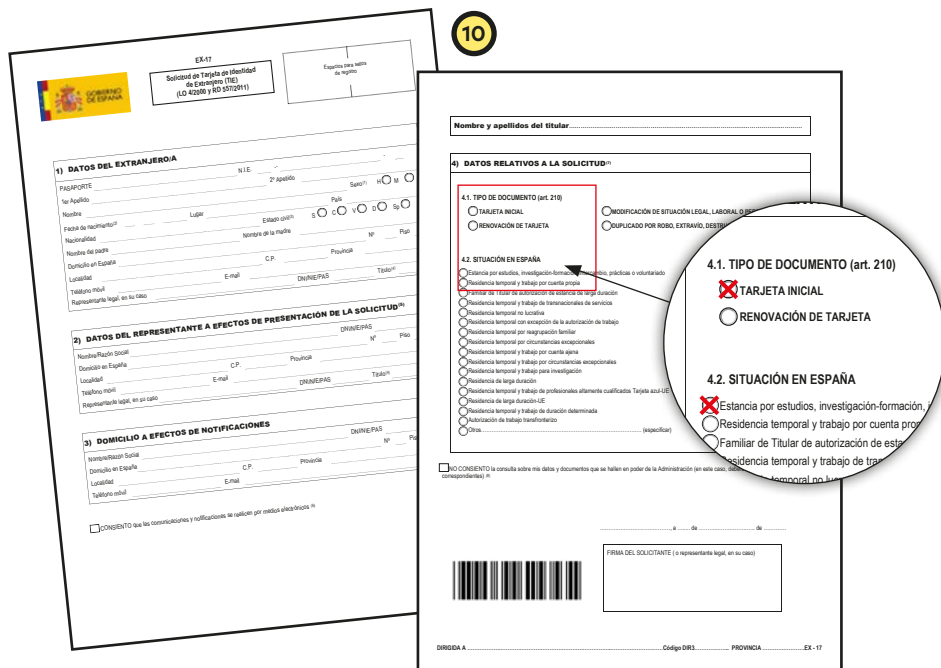 10
GOBIERNO
DE ESPAÑA
EX-17
Solicitud de Tarjeta de Identidad
de Extranjero (TIE)
(LO 4/2000 y RD 557/2011)
Espacios para sellos
de registro
1) DATOS DEL EXTRANJERO/A
PASAPORTE N.I.E.
1er Apellido 2º Apellido
Nombre Sexo(1) H M
Fecha de nacimiento(2) Lugar País
Nacionalidad Estado civil(3) S C V D Sp
Nombre del padre Nombre de la madre
Domicilio en España Nº Piso
Localidad C.P. Provincia
Teléfono móvil E-mail
Representante legal, en su caso DNI/NIE/PAS Título(4)
2) DATOS DEL REPRESENTANTE A EFECTOS DE PRESENTACIÓN DE LA SOLICITUD(5)
Nombre/Razón Social DNI/NIE/PAS
Domicilio en España Nº Piso
Localidad C.P. Provincia
Teléfono móvil E-mail
Representante legal, en su caso DNI/NIE/PAS Título(4)
3) DOMICILIO A EFECTOS DE NOTIFICACIONES
Nombre/Razón Social DNI/NIE/PAS
Domicilio en España Nº
Localidad C.P. Provincia
Teléfono móvil E-mail
CONSIENTO que las comunicaciones y notificaciones se realicen por medios electrónicos (6)
Nombre y apellidos del titular
4) DATOS RELATIVOS A LA SOLICITUD(7)
4.1. TIPO DE DOCUMENTO (art. 210)
TARJETA INICIAL MODIFICACIÓN DE SITUACIÓN LEGAL, LABORAL O
RENOVACIÓN DE TARJETA DUPLICADO POR ROBO, EXTRAVÍO,
4.2. SITUACIÓN EN ESPAÑA
Estancia por estudios, investigación-formación, intercambio, prácticas o voluntariado
Residencia temporal y trabajo por cuenta propia
Familiar de Titular de autorización de estancia de larga duración
Residencia temporal y trabajo de transnacionales de servicios
Residencia temporal no lucrativa
Residencia temporal con excepción de la autorización de trabajo
Residencia temporal por reagrupación familiar
Residencia temporal por circunstancias excepcionales
Residencia temporal y trabajo por cuenta ajena
Residencia temporal y trabajo por circunstancias excepcionales
Residencia temporal y trabajo para investigación
Residencia de larga duración
Residencia temporal y trabajo de profesionales altamente cualificados Tarjeta azul-UE
Residencia de larga duración-UE
Residencia temporal y trabajo de duración determinada
Autorización de trabajo transfronterizo
Otros (especificar)
NO CONSIENTO la consulta sobre mis datos y documentos que se hallen en poder de la Administración (en este caso,
correspondientes) (8)
, a de de
FIRMA DEL SOLICITANTE ( o representante legal, en su caso)
DIRIGIDA A Código DIR3 PROVINCIA EX - 17
4.1. TIPO DE DOCUMENTO (art. 210)
TARJETA INICIAL
RENOVACIÓN DE TARJETA
4.2. SITUACIÓN EN ESPAÑA
Estancia por estudios, investigación-formación,
Residencia temporal y trabajo por cuenta
Familiar de Titular de autorización de
Residencia temporal y trabajo de
temporal no